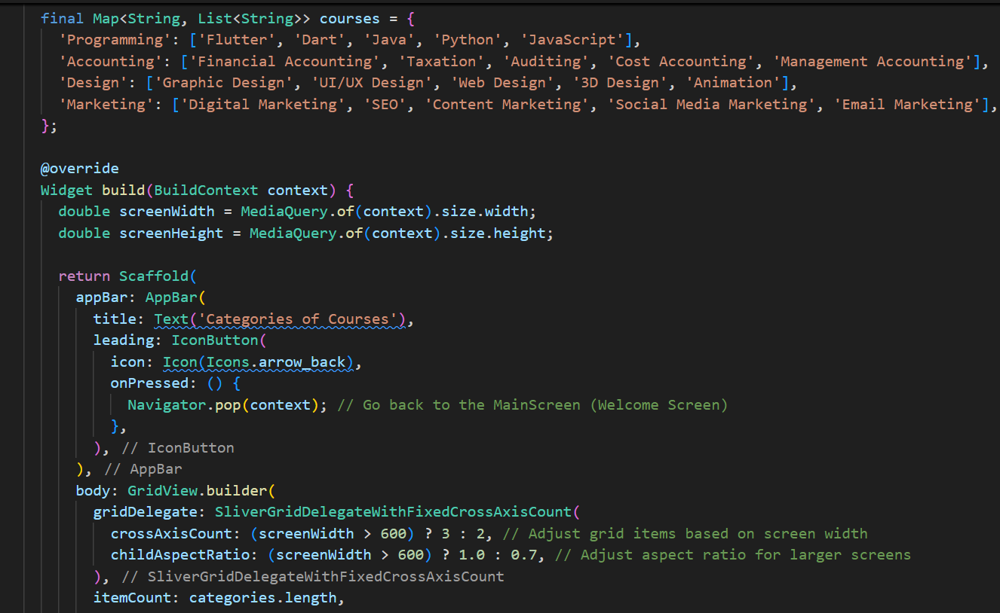 final Map<String, List<String>> courses = {
  'Programming': ['Flutter', 'Dart', 'Java', 'Python', 'JavaScript'],
  'Accounting': ['Financial Accounting', 'Taxation', 'Auditing', 'Cost Accounting', 'Management Accounting'],
  'Design': ['Graphic Design', 'UI/UX Design', 'Web Design', '3D Design', 'Animation'],
  'Marketing': ['Digital Marketing', 'SEO', 'Content Marketing', 'Social Media Marketing', 'Email Marketing'],
};
@override
Widget build(BuildContext context) {
  double screenWidth = MediaQuery.of(context).size.width;
  double screenHeight = MediaQuery.of(context).size.height;
  return Scaffold(
    appBar: AppBar(
      title: Text('Categories of Courses'),
      leading: IconButton(
        icon: Icon(Icons.arrow_back),
        onPressed: () {
          Navigator.pop(context); // Go back to the MainScreen (Welcome Screen)
        },
      ), // IconButton
    ), // AppBar
    body: GridView.builder(
      gridDelegate: SliverGridDelegateWithFixedCrossAxisCount(
        crossAxisCount: (screenWidth > 600) ? 3 : 2, // Adjust grid items based on screen width
        childAspectRatio: (screenWidth > 600) ? 1.0 : 0.7, // Adjust aspect ratio for larger screens
      ), // SliverGridDelegateWithFixedCrossAxisCount
      itemCount: categories.length,